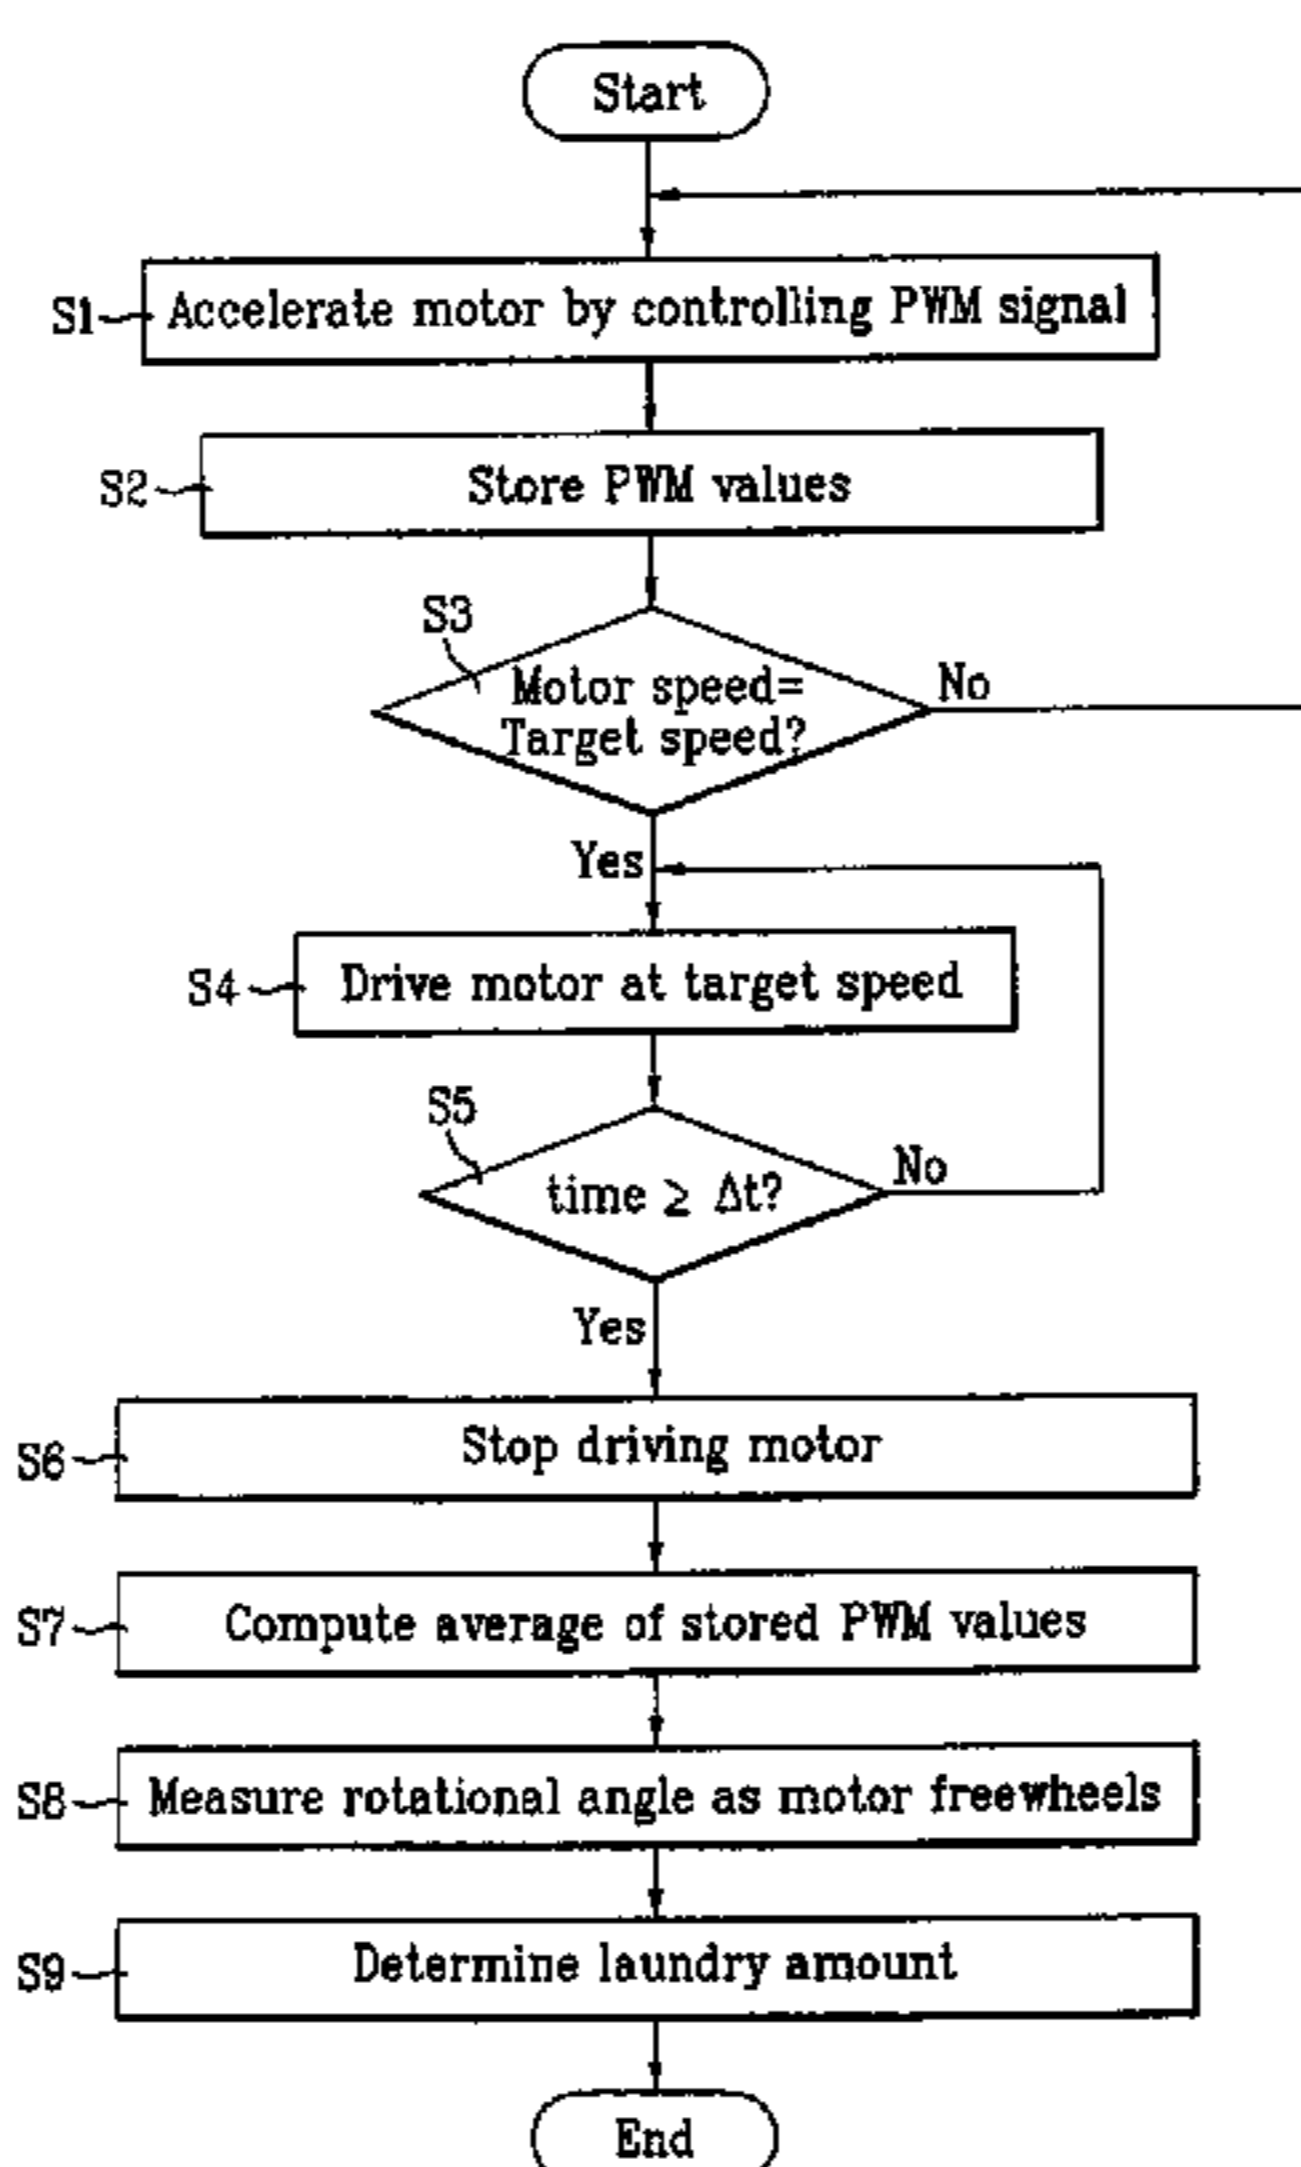 Start
S1 Accelerate motor by controlling PWM signal
S2 Store PWM values
S3
Motor speed=
Target speed?
No
Yes
S4 Drive motor at target speed
S5
time ≥ Δt?
No
Yes
S6 Stop driving motor
S7 Compute average of stored PWM values
S8 Measure rotational angle as motor freewheels
S9 Determine laundry amount
End